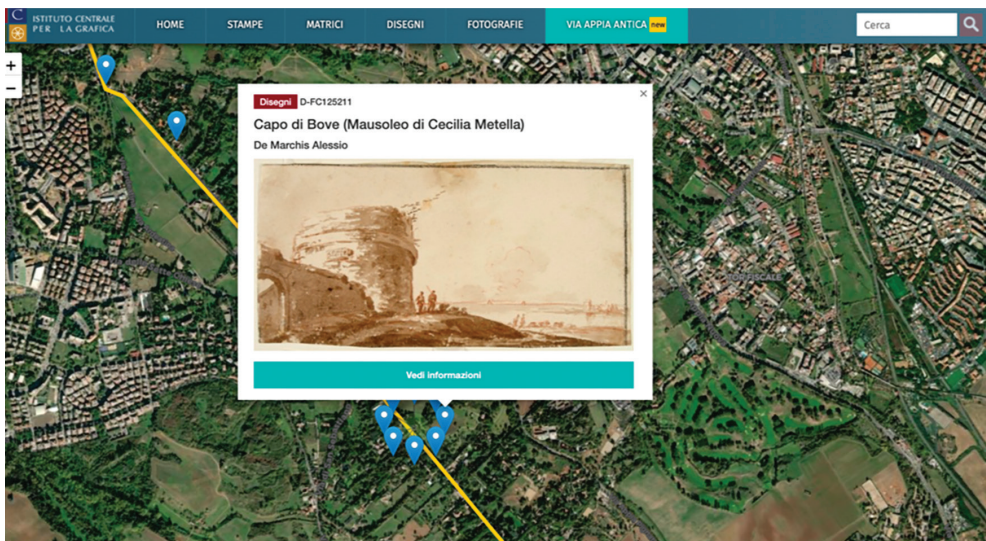 C
ISTITUTO CENTRALE
PER LA GRAFICA
HOME
STAMPE
MATRICI
DISEGNI
FOTOGRAFIE
VIA APPIA ANTICA new
Cerca
+
−
×
Disegni D-FC125211
Capo di Bove (Mausoleo di Cecilia Metella)
De Marchis Alessio
Vedi informazioni
TOR FISCALE